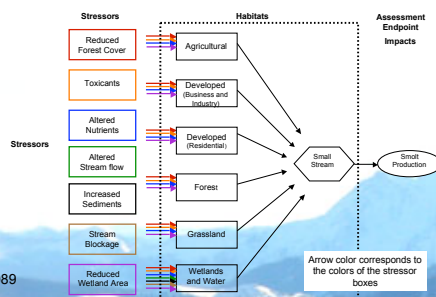 Stressors
Habitats
Assessment
Endpoint
Impacts
Reduced
Forest Cover
Toxicants
Altered
Nutrients
Stressors
Altered
Stream flow
Increased
Sediments
Stream
Blockage
Reduced
Wetland Area
Agricultural
Developed
(Business and
Industry)
Developed
(Residential)
Forest
Grassland
Wetlands
and Water
Small
Stream
Smolt
Production
Arrow color corresponds to
the colors of the stressor
boxes
89